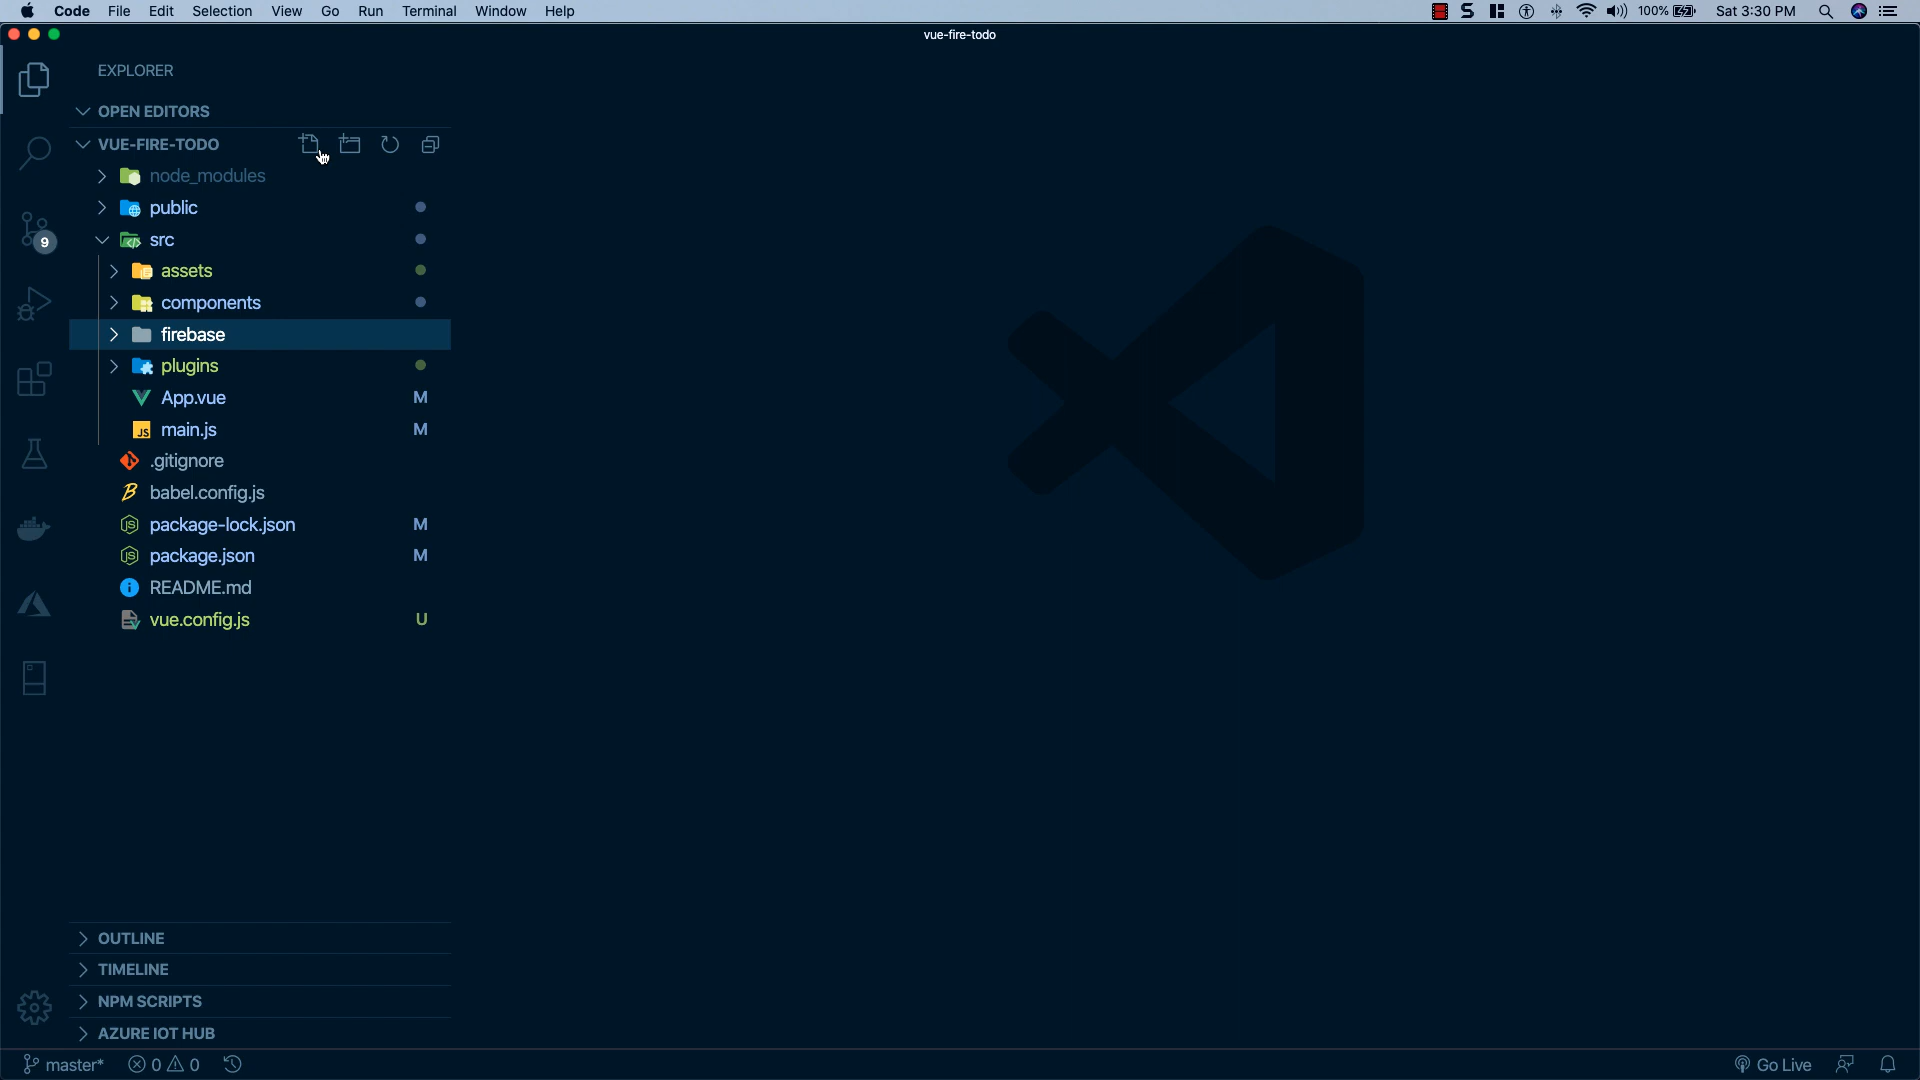 Code File Edit Selection View Go Run Terminal Window Help 100% Sat 3:30 PM
vue-fire-todo
EXPLORER
OPEN EDITORS
VUE-FIRE-TODO
node_modules
public
src
9
assets
components
firebase
plugins
App.vue M
main.js M
.gitignore
babel.config.js
package-lock.json M
package.json M
README.md
vue.config.js U
OUTLINE
TIMELINE
NPM SCRIPTS
AZURE IOT HUB
master* 0 0 Go Live